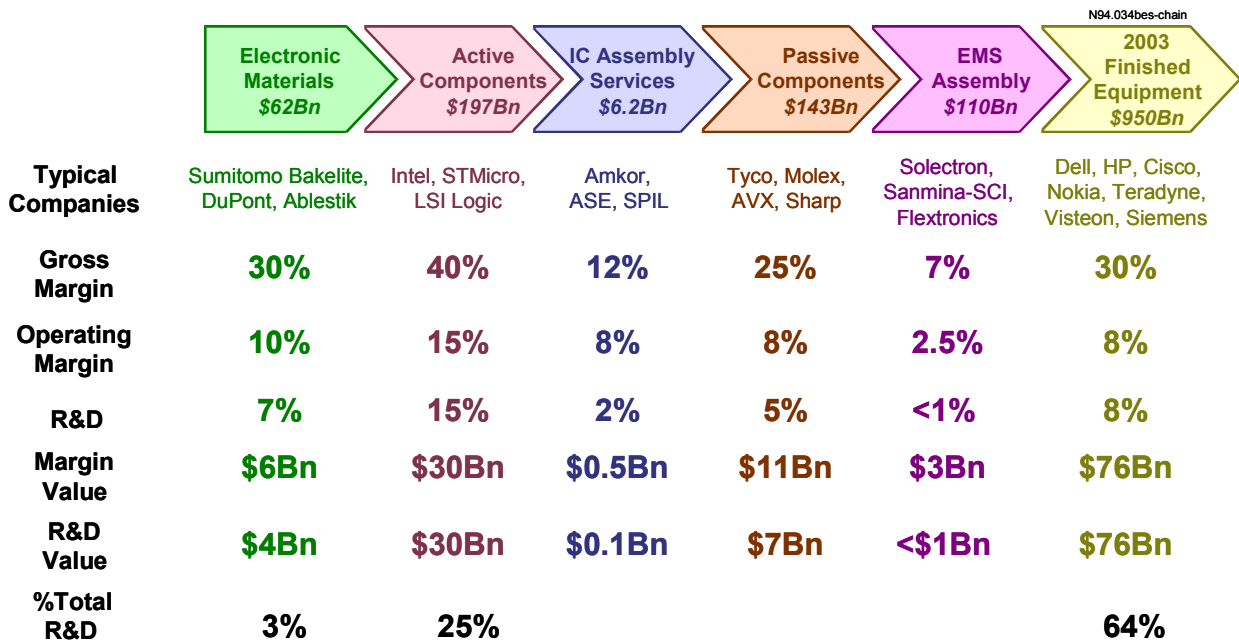 N94.034bes-chain
Electronic
Materials
$62Bn
Active
Components
$197Bn
IC Assembly
Services
$6.2Bn
Passive
Components
$143Bn
EMS
Assembly
$110Bn
2003
Finished
Equipment
$950Bn
Typical
Companies
Sumitomo Bakelite,
DuPont, Ablestik
Intel, STMicro,
LSI Logic
Amkor,
ASE, SPIL
Tyco, Molex,
AVX, Sharp
Solectron,
Sanmina-SCI,
Flextronics
Dell, HP, Cisco,
Nokia, Teradyne,
Visteon, Siemens
Gross
Margin
30% 40% 12% 25% 7% 30%
Operating
Margin
10% 15% 8% 8% 2.5% 8%
R&D 7% 15% 2% 5% <1% 8%
Margin
Value
$6Bn $30Bn $0.5Bn $11Bn $3Bn $76Bn
R&D
Value
$4Bn $30Bn $0.1Bn $7Bn <$1Bn $76Bn
%Total
R&D
3% 25% 64%